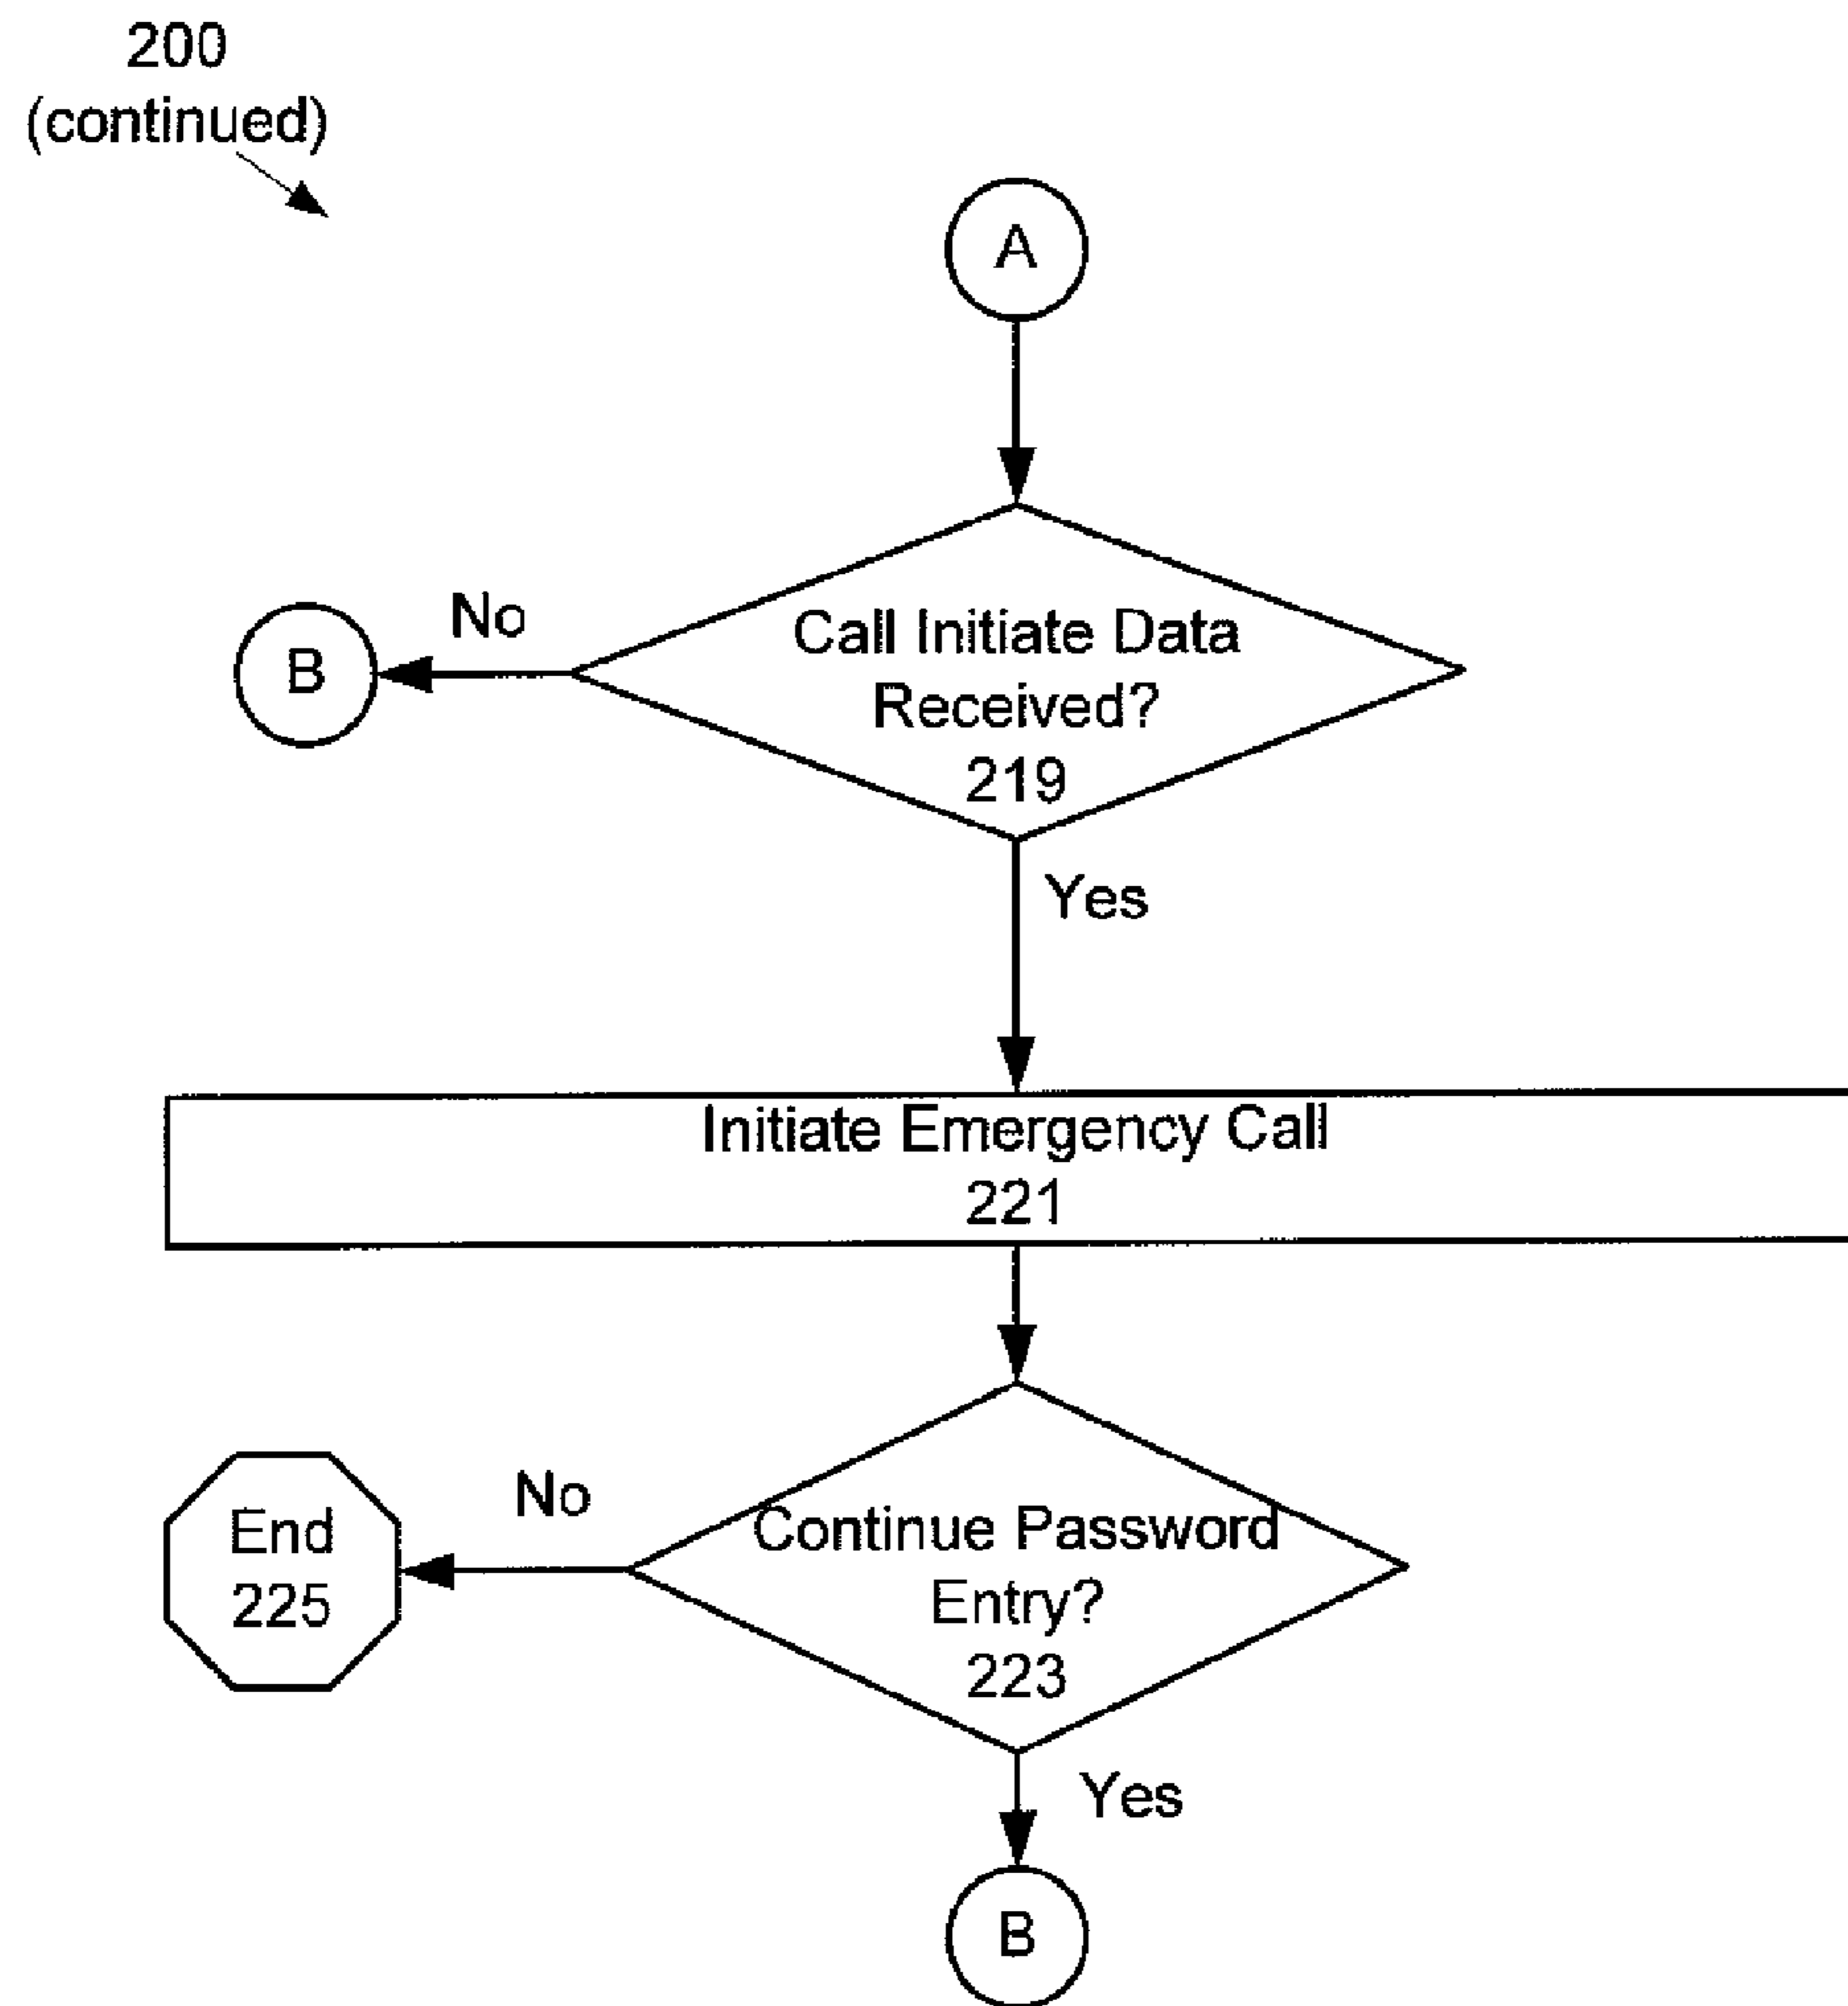 200
(continued)
A
No
B
Call Initiate Data
Received?
219
Yes
Initiate Emergency Call
221
No
End
225
Continue Password
Entry?
223
Yes
B